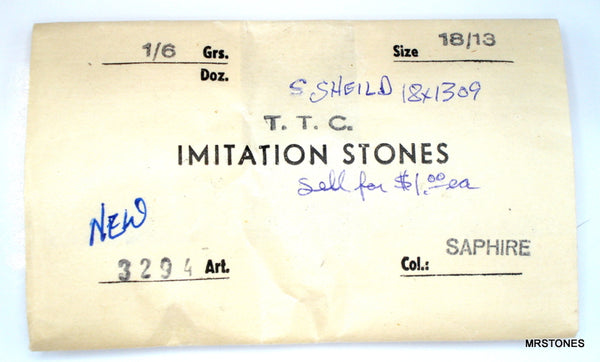 1/6 Grs. Size 18/13
Doz.
S SHEILD 18x1309
T. T. C.
IMITATION STONES
Sell for $1.00 ea
NEW
3294 Art. Col.: SAPHIRE
MRSTONES